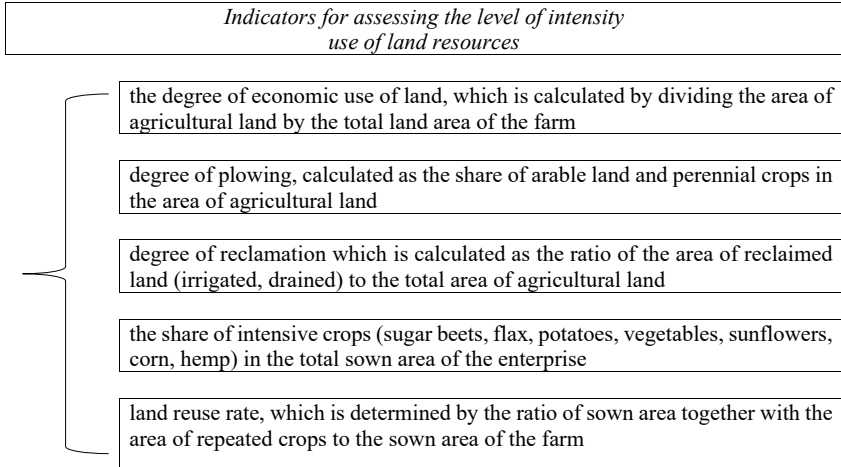 Indicators for assessing the level of intensity
use of land resources
the degree of economic use of land, which is calculated by dividing the area of
agricultural land by the total land area of the farm
degree of plowing, calculated as the share of arable land and perennial crops in
the area of agricultural land
degree of reclamation which is calculated as the ratio of the area of reclaimed
land (irrigated, drained) to the total area of agricultural land
the share of intensive crops (sugar beets, flax, potatoes, vegetables, sunflowers,
corn, hemp) in the total sown area of the enterprise
land reuse rate, which is determined by the ratio of sown area together with the
area of repeated crops to the sown area of the farm